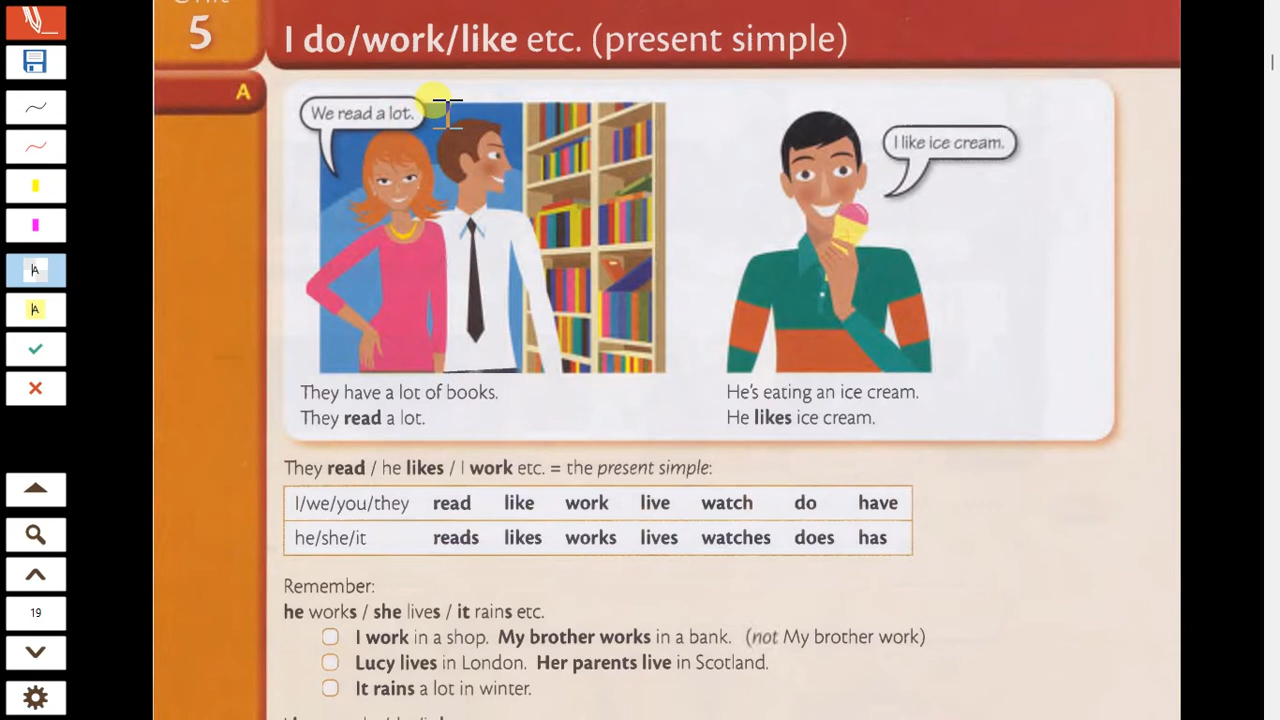 5
I do/work/like etc. (present simple)
A
We read a lot.
I like ice cream.
They have a lot of books.
They read a lot.
He's eating an ice cream.
He likes ice cream.
They read / he likes / I work etc. = the present simple:
I/we/you/they read like work live watch do have
he/she/it reads likes works lives watches does has
Remember:
he works / she lives / it rains etc.
I work in a shop. My brother works in a bank. (not My brother work)
Lucy lives in London. Her parents live in Scotland.
It rains a lot in winter.
A
A
19